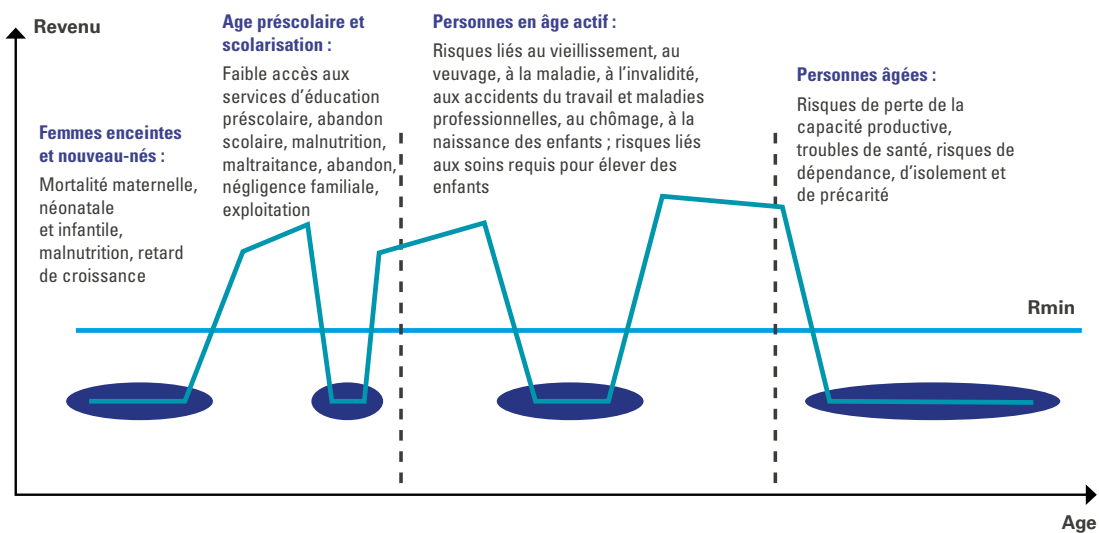 Revenu
Femmes enceintes
et nouveau-nés :
Mortalité maternelle,
néonatale
et infantile,
malnutrition, retard
de croissance
Age préscolaire et
scolarisation :
Faible accès aux
services d'éducation
préscolaire, abandon
scolaire, malnutrition,
maltraitance, abandon,
négligence familiale,
exploitation
Personnes en âge actif :
Risques liés au vieillissement, au
veuvage, à la maladie, à l'invalidité,
aux accidents du travail et maladies
professionnelles, au chômage, à la
naissance des enfants ; risques liés
aux soins requis pour élever des
enfants
Personnes âgées :
Risques de perte de la
capacité productive,
troubles de santé, risques de
dépendance, d'isolement et
de précarité
Rmin
Age